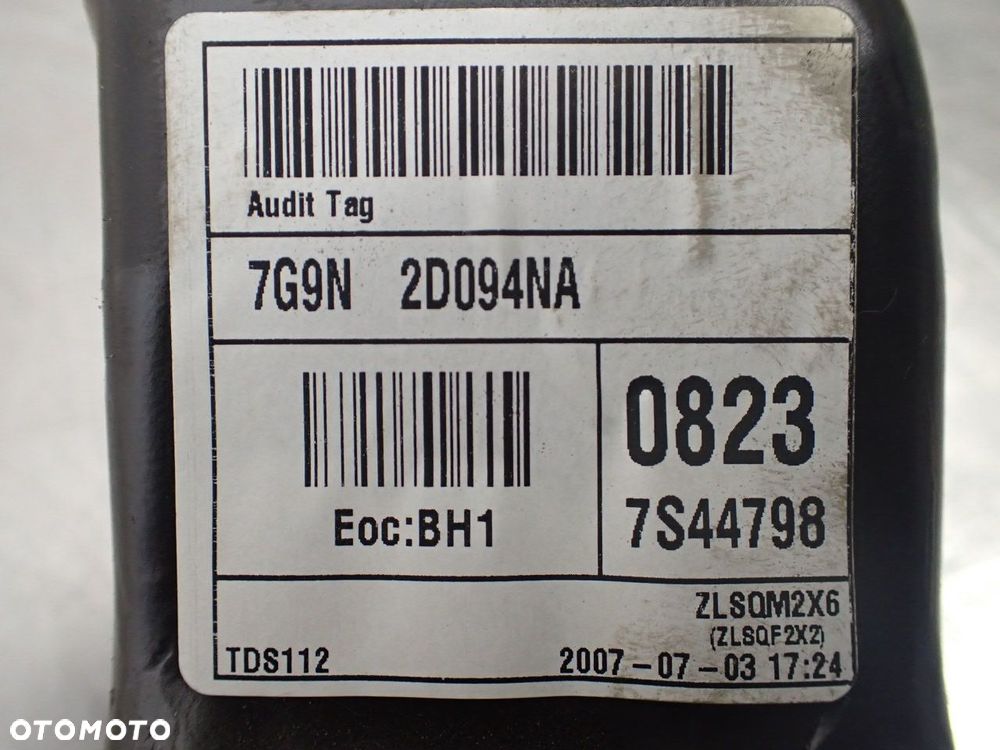 Audit Tag
7G9N 2D094NA
0823
Eoc:BH1
7S44798
ZLSQM2X6
(ZLSQF2X2)
TDS112
2007-07-03 17:24
OTOMOTO